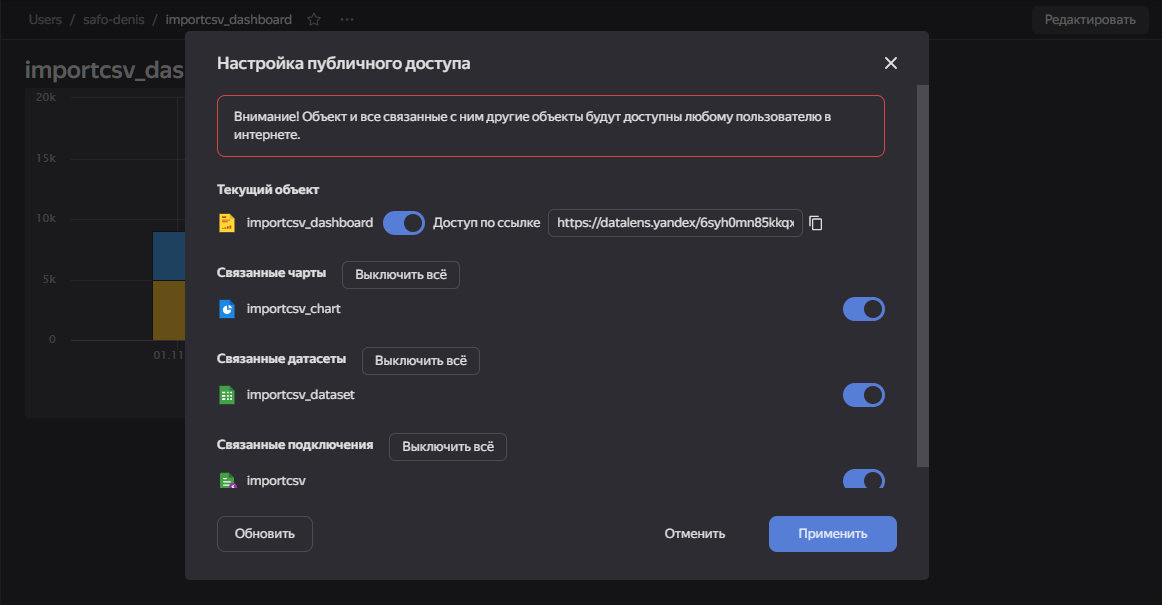 Users / safo-denis / importcsv_dashboard
Редактировать
importcsv_das
20k
15k
10k
5k
0
01.11
Настройка публичного доступа
Внимание! Объект и все связанные с ним другие объекты будут доступны любому пользователю в
интернете.
Текущий объект
importcsv_dashboard Доступ по ссылке https://datalens.yandex/6syh0mn85kkqx
Связанные чарты Выключить всё
importcsv_chart
Связанные датасеты Выключить всё
importcsv_dataset
Связанные подключения Выключить всё
importcsv
Обновить Отменить Применить